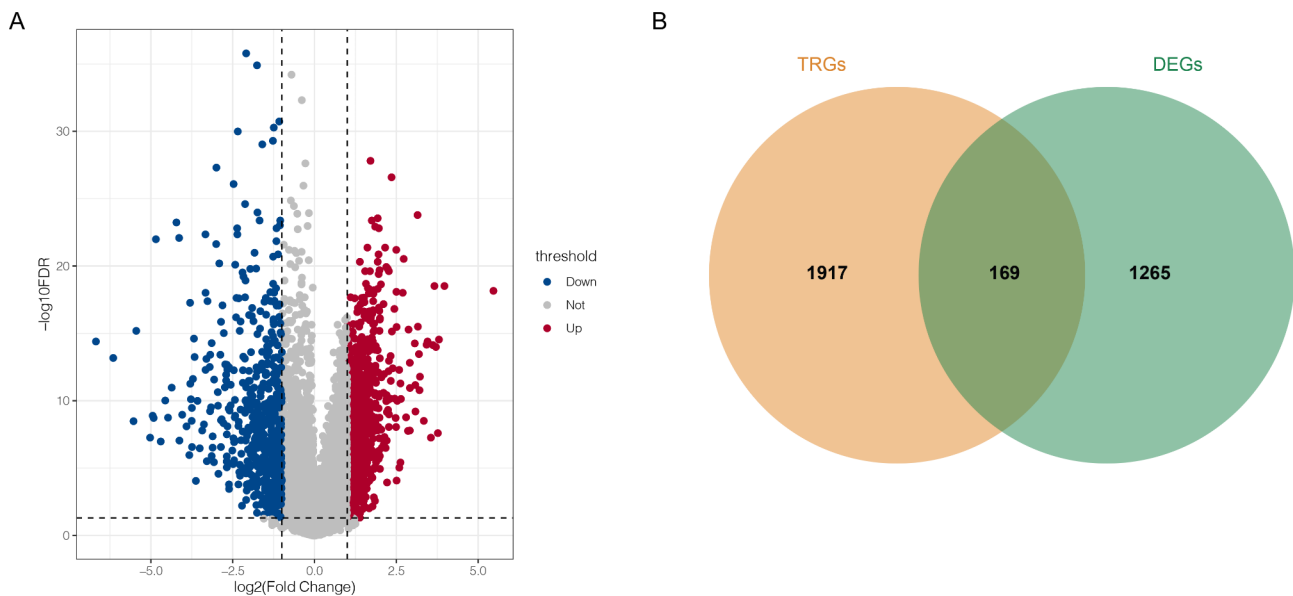 A
−log10FDR
30
20
10
0
−5.0
−2.5
0.0
2.5
5.0
log2(Fold Change)
threshold
Down
Not
Up
B
TRGs
DEGs
1917
169
1265